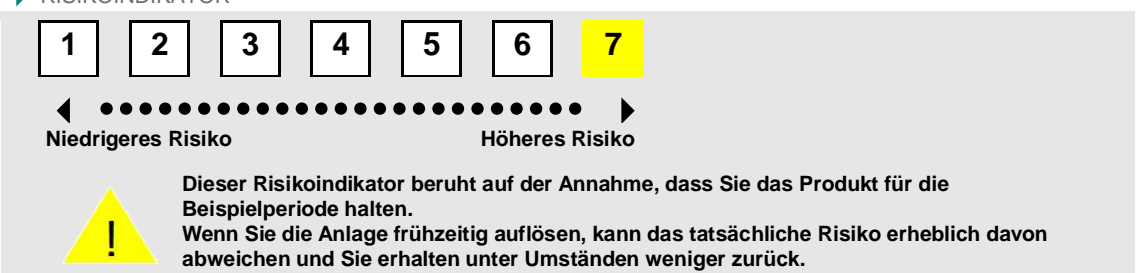 RISIKOINDIKATOR
1 2 3 4 5 6 7
Niedrigeres Risiko Höheres Risiko
Dieser Risikoindikator beruht auf der Annahme, dass Sie das Produkt für die
Beispielperiode halten.
Wenn Sie die Anlage frühzeitig auflösen, kann das tatsächliche Risiko erheblich davon
abweichen und Sie erhalten unter Umständen weniger zurück.
!